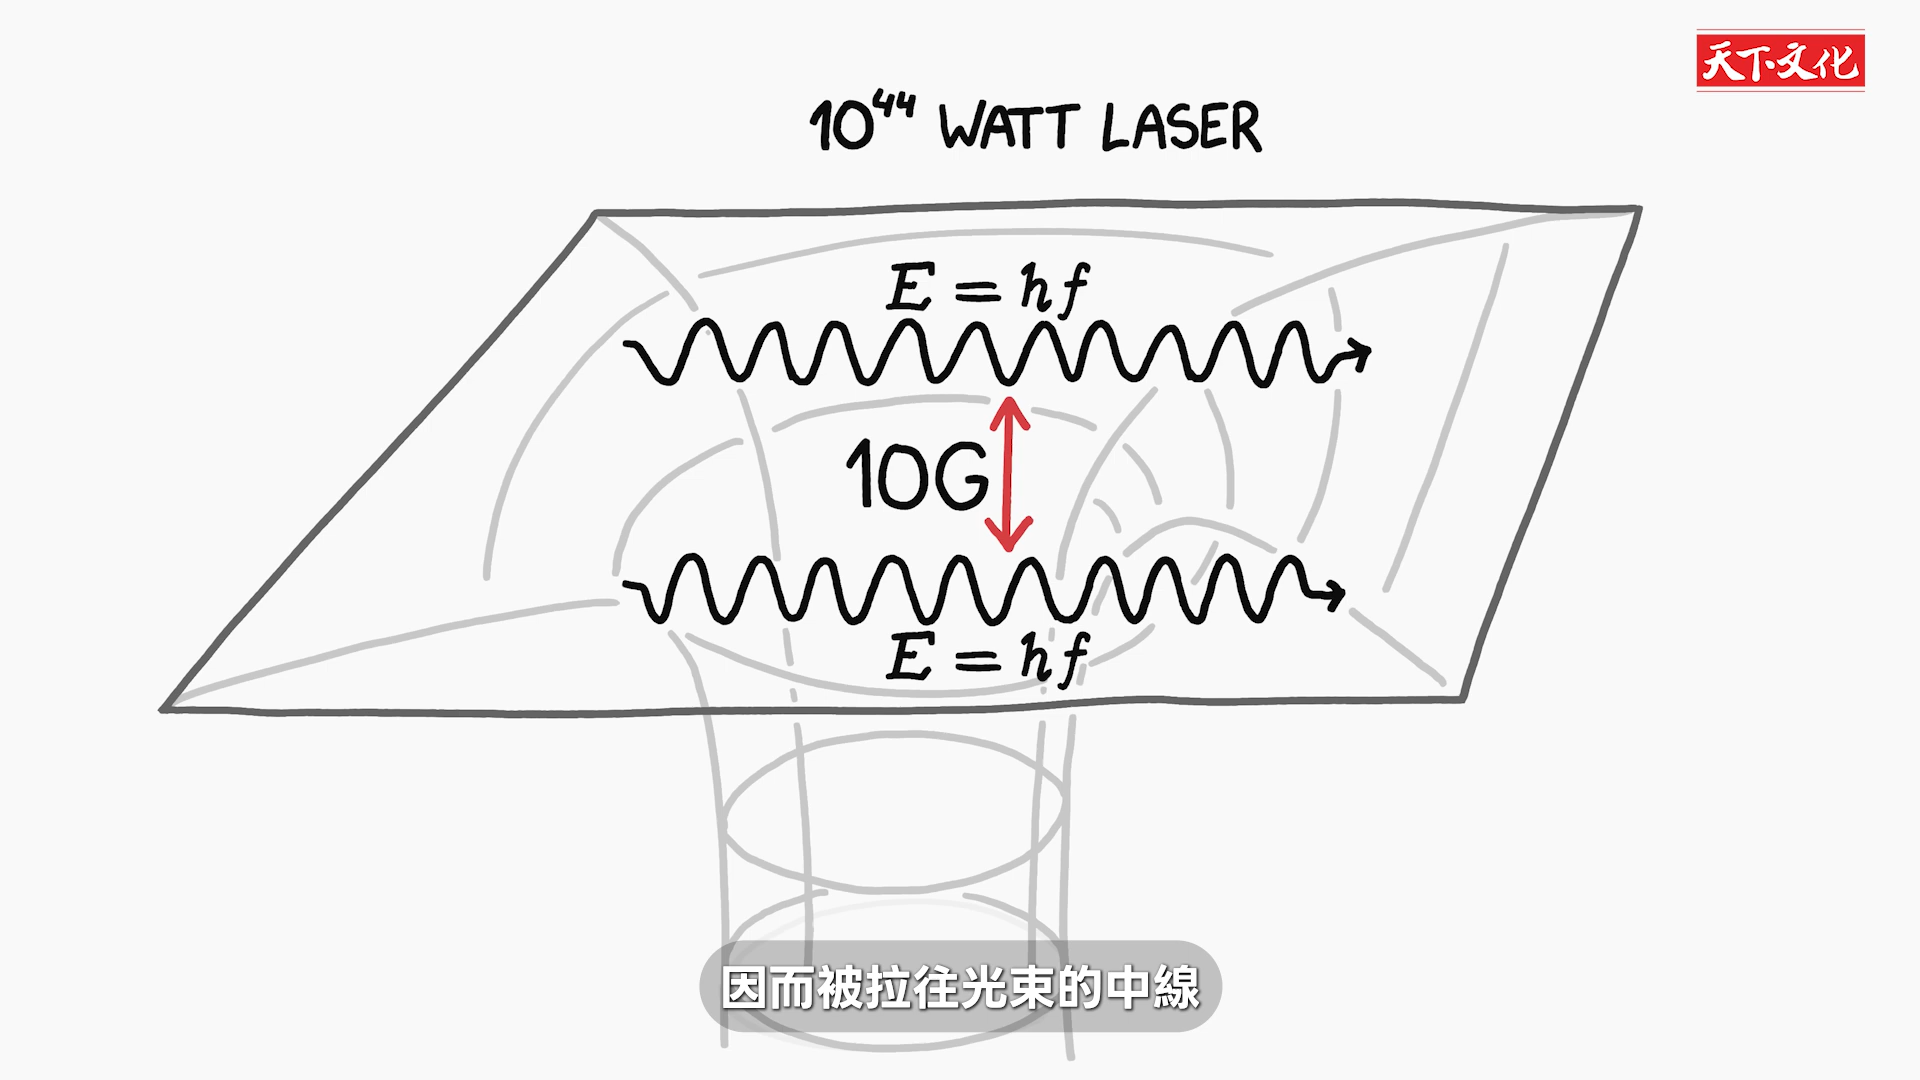 天下文化
10⁴⁴ WATT LASER
E = hf
10G
E = hf
因而被拉往光束的中線